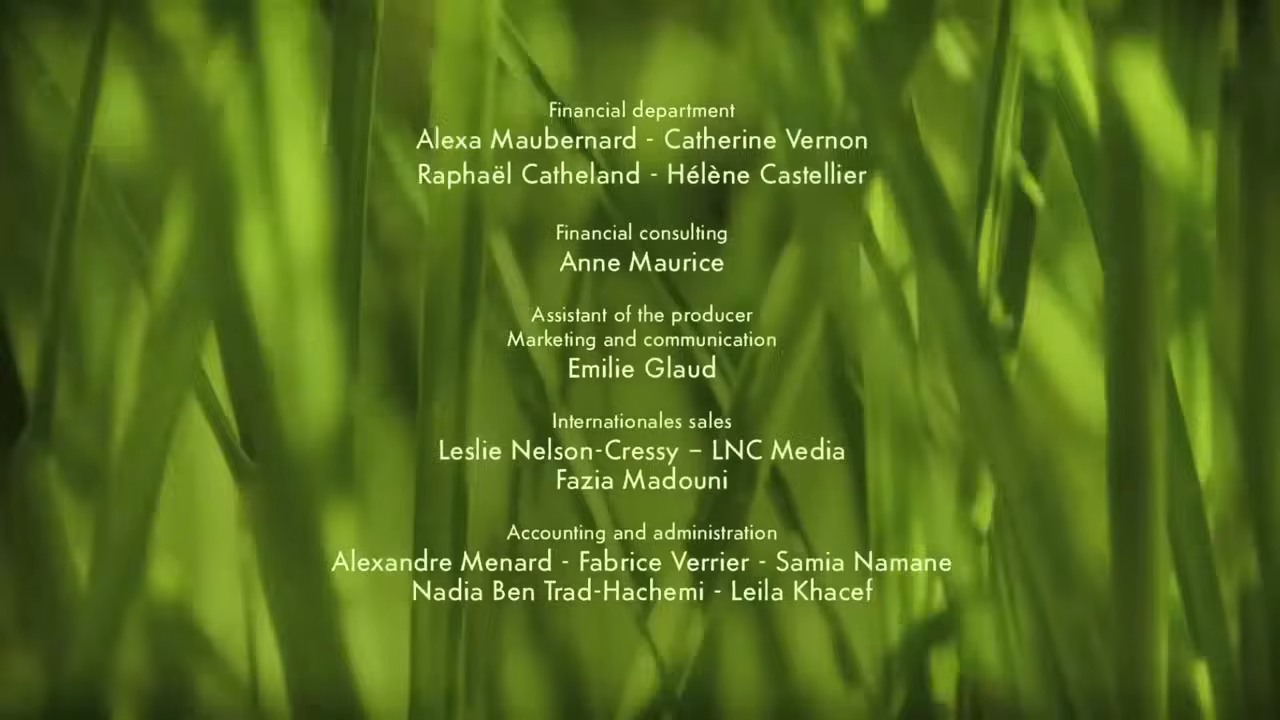 Financial department
Alexa Maubernard - Catherine Vernon
Raphaël Catheland - Hélène Castellier
Financial consulting
Anne Maurice
Assistant of the producer
Marketing and communication
Emilie Glaud
Internationales sales
Leslie Nelson-Cressy – LNC Media
Fazia Madouni
Accounting and administration
Alexandre Menard - Fabrice Verrier - Samia Namane
Nadia Ben Trad-Hachemi - Leila Khacef